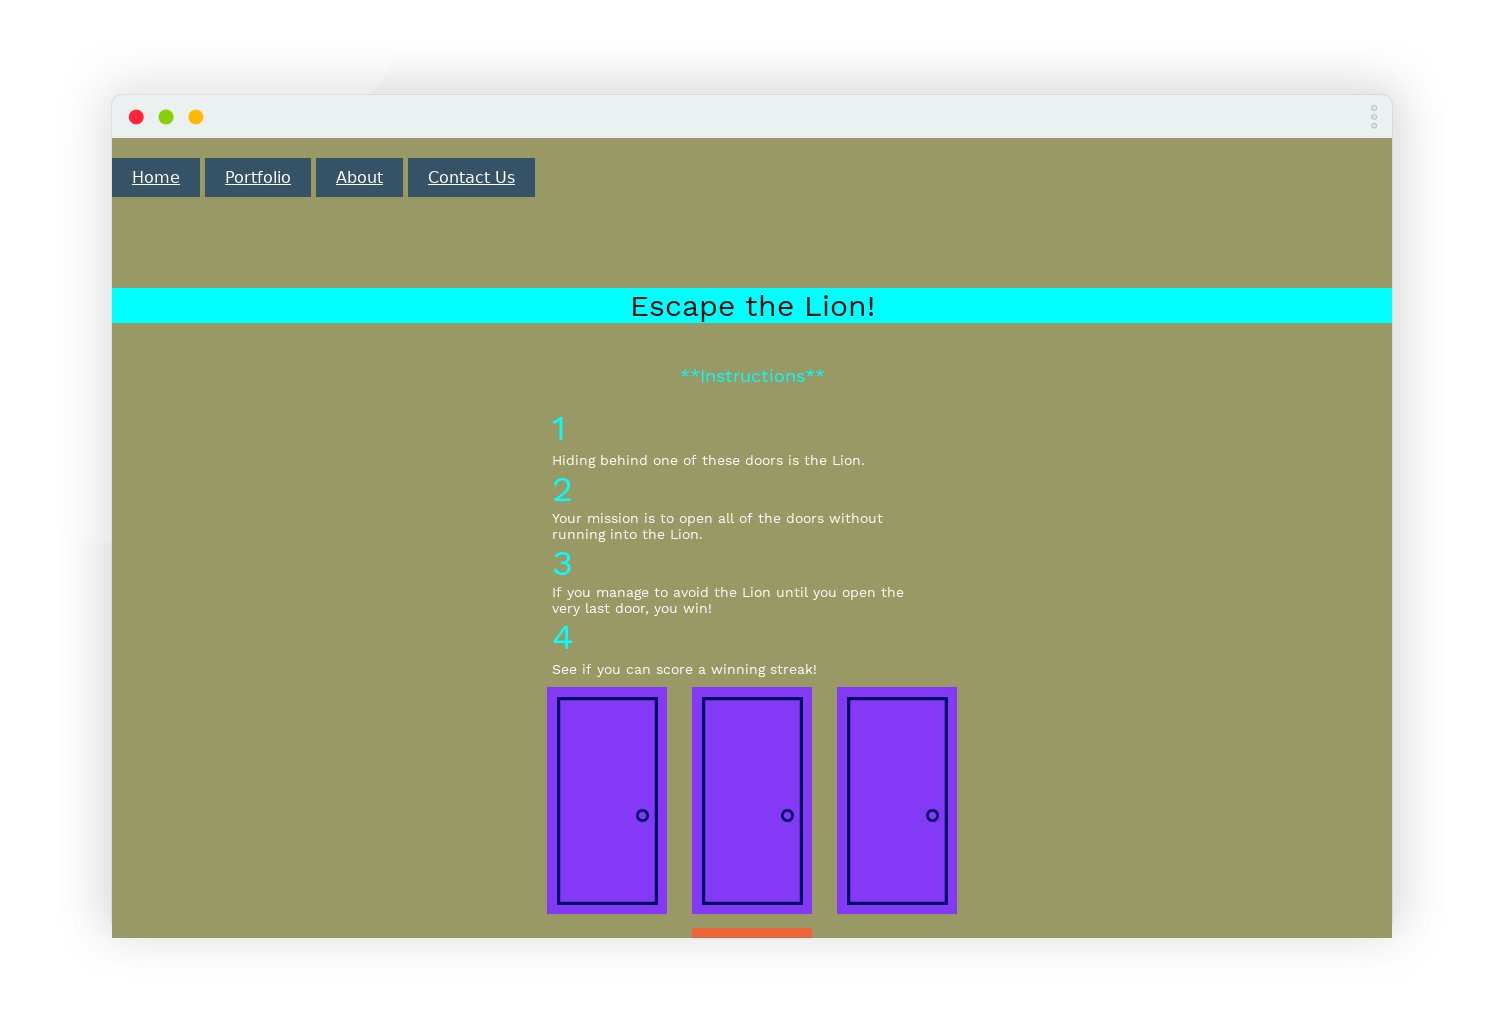 Home
Portfolio
About
Contact Us
Escape the Lion!
**Instructions**
1
Hiding behind one of these doors is the Lion.
2
Your mission is to open all of the doors without
running into the Lion.
3
If you manage to avoid the Lion until you open the
very last door, you win!
4
See if you can score a winning streak!